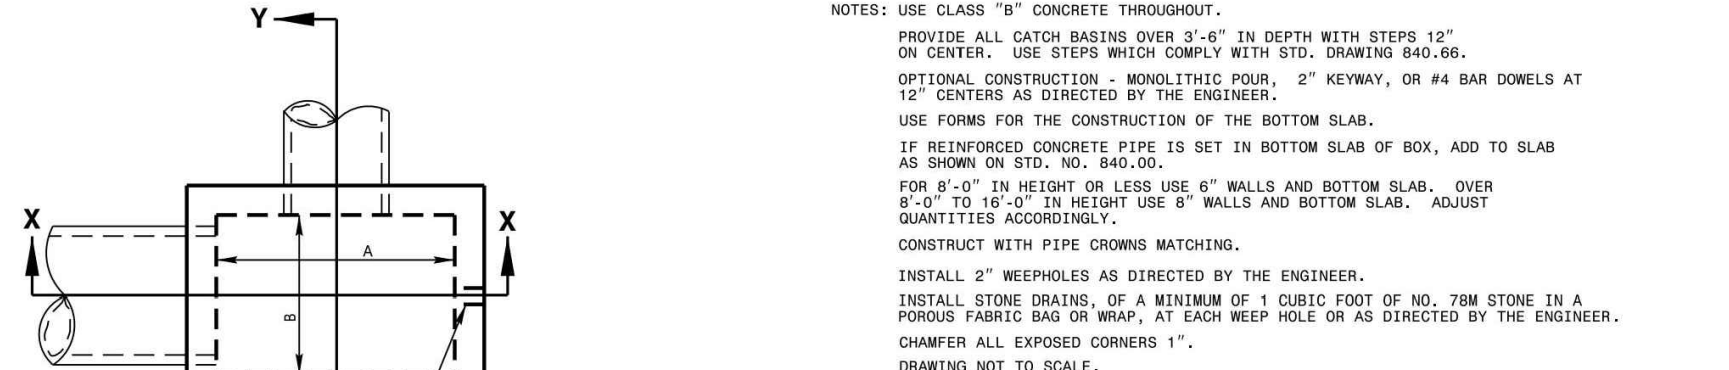 Y
NOTES: USE CLASS "B" CONCRETE THROUGHOUT.
PROVIDE ALL CATCH BASINS OVER 3'-6" IN DEPTH WITH STEPS 12"
ON CENTER. USE STEPS WHICH COMPLY WITH STD. DRAWING 840.66.
OPTIONAL CONSTRUCTION - MONOLITHIC POUR, 2" KEYWAY, OR #4 BAR DOWELS AT
12" CENTERS AS DIRECTED BY THE ENGINEER.
USE FORMS FOR THE CONSTRUCTION OF THE BOTTOM SLAB.
IF REINFORCED CONCRETE PIPE IS SET IN BOTTOM SLAB OF BOX, ADD TO SLAB
AS SHOWN ON STD. NO. 840.00.
FOR 8'-0" IN HEIGHT OR LESS USE 6" WALLS AND BOTTOM SLAB. OVER
8'-0" TO 16'-0" IN HEIGHT USE 8" WALLS AND BOTTOM SLAB. ADJUST
QUANTITIES ACCORDINGLY.
CONSTRUCT WITH PIPE CROWNS MATCHING.
INSTALL 2" WEEPHOLES AS DIRECTED BY THE ENGINEER.
INSTALL STONE DRAINS, OF A MINIMUM OF 1 CUBIC FOOT OF NO. 78M STONE IN A
POROUS FABRIC BAG OR WRAP, AT EACH WEEP HOLE OR AS DIRECTED BY THE ENGINEER.
CHAMFER ALL EXPOSED CORNERS 1".
DRAWING NOT TO SCALE.
X
X
A
B